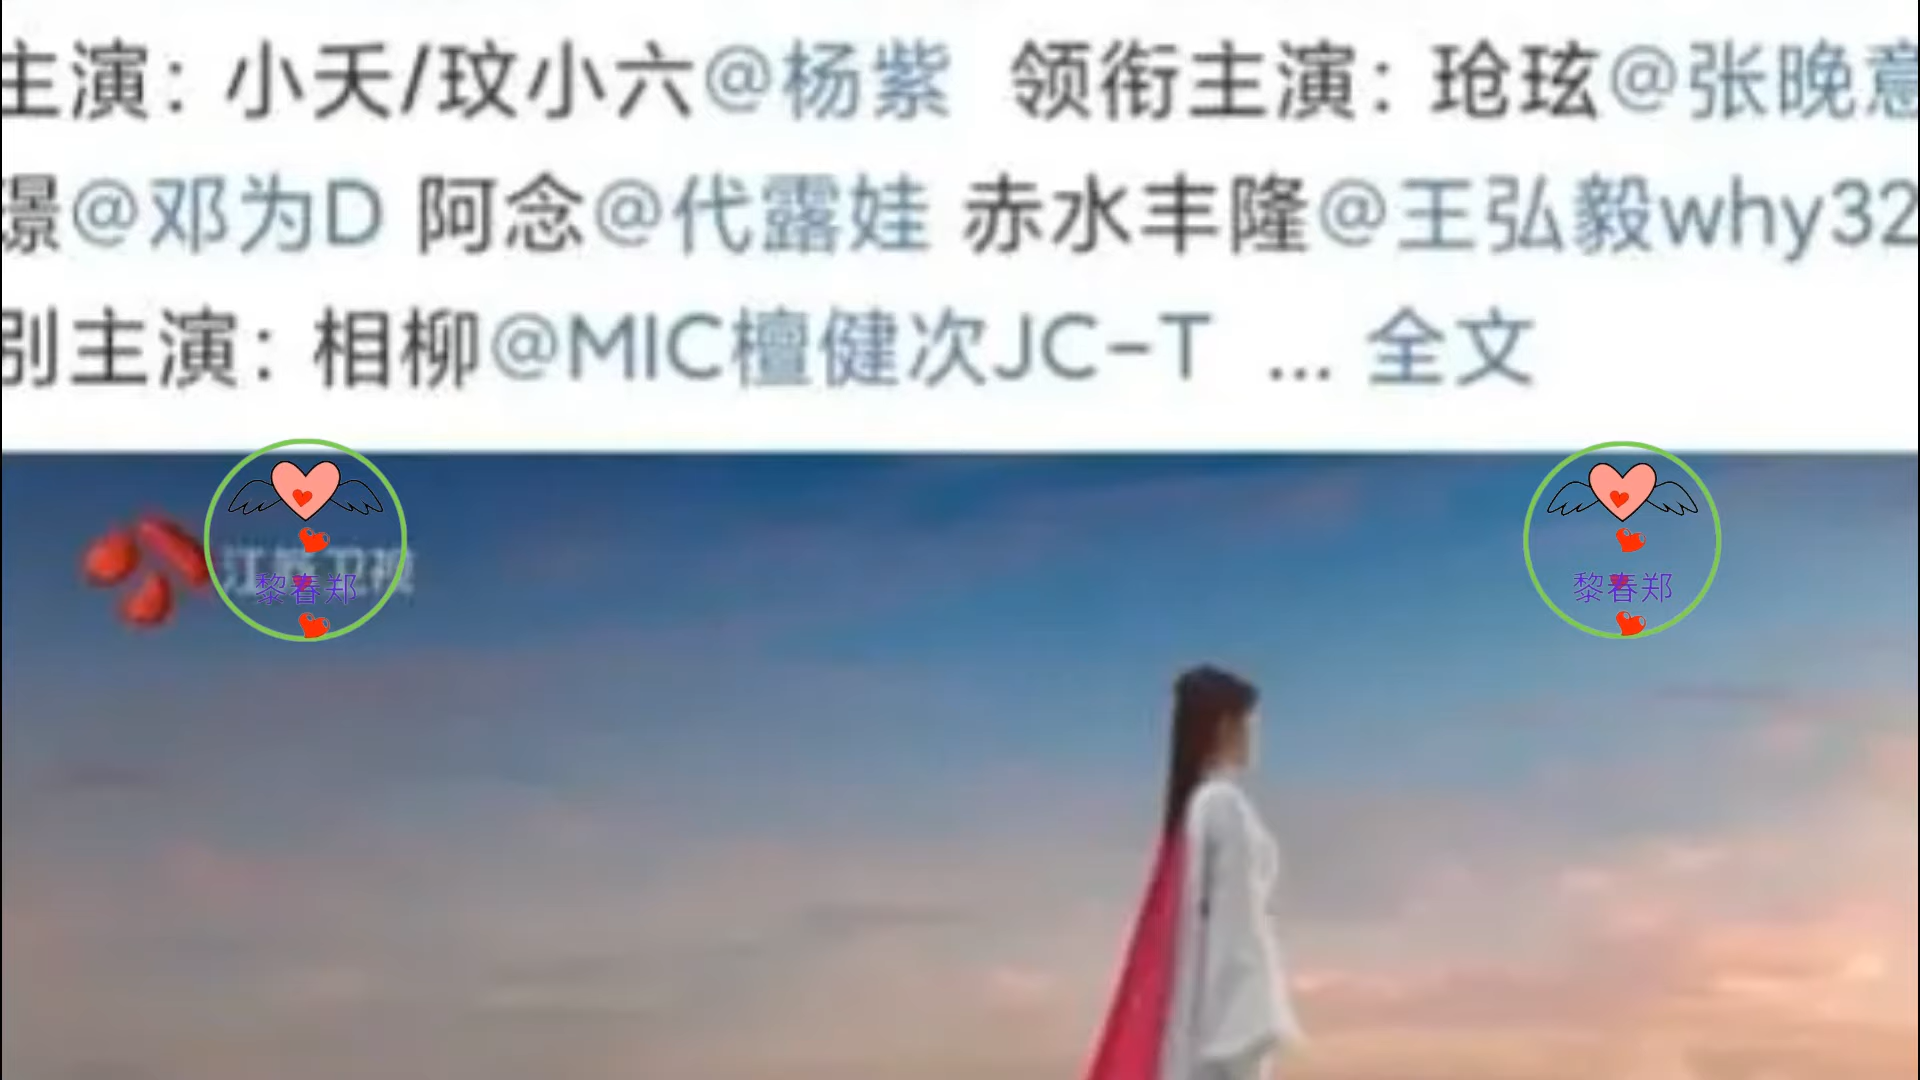 主演：小夭/玟小六@杨紫 领衔主演：玱玹@张晚意
璟@邓为D 阿念@代露娃 赤水丰隆@王弘毅why32
别主演：相柳@MIC檀健次JC-T ... 全文
江苏卫视
黎春郑
黎春郑